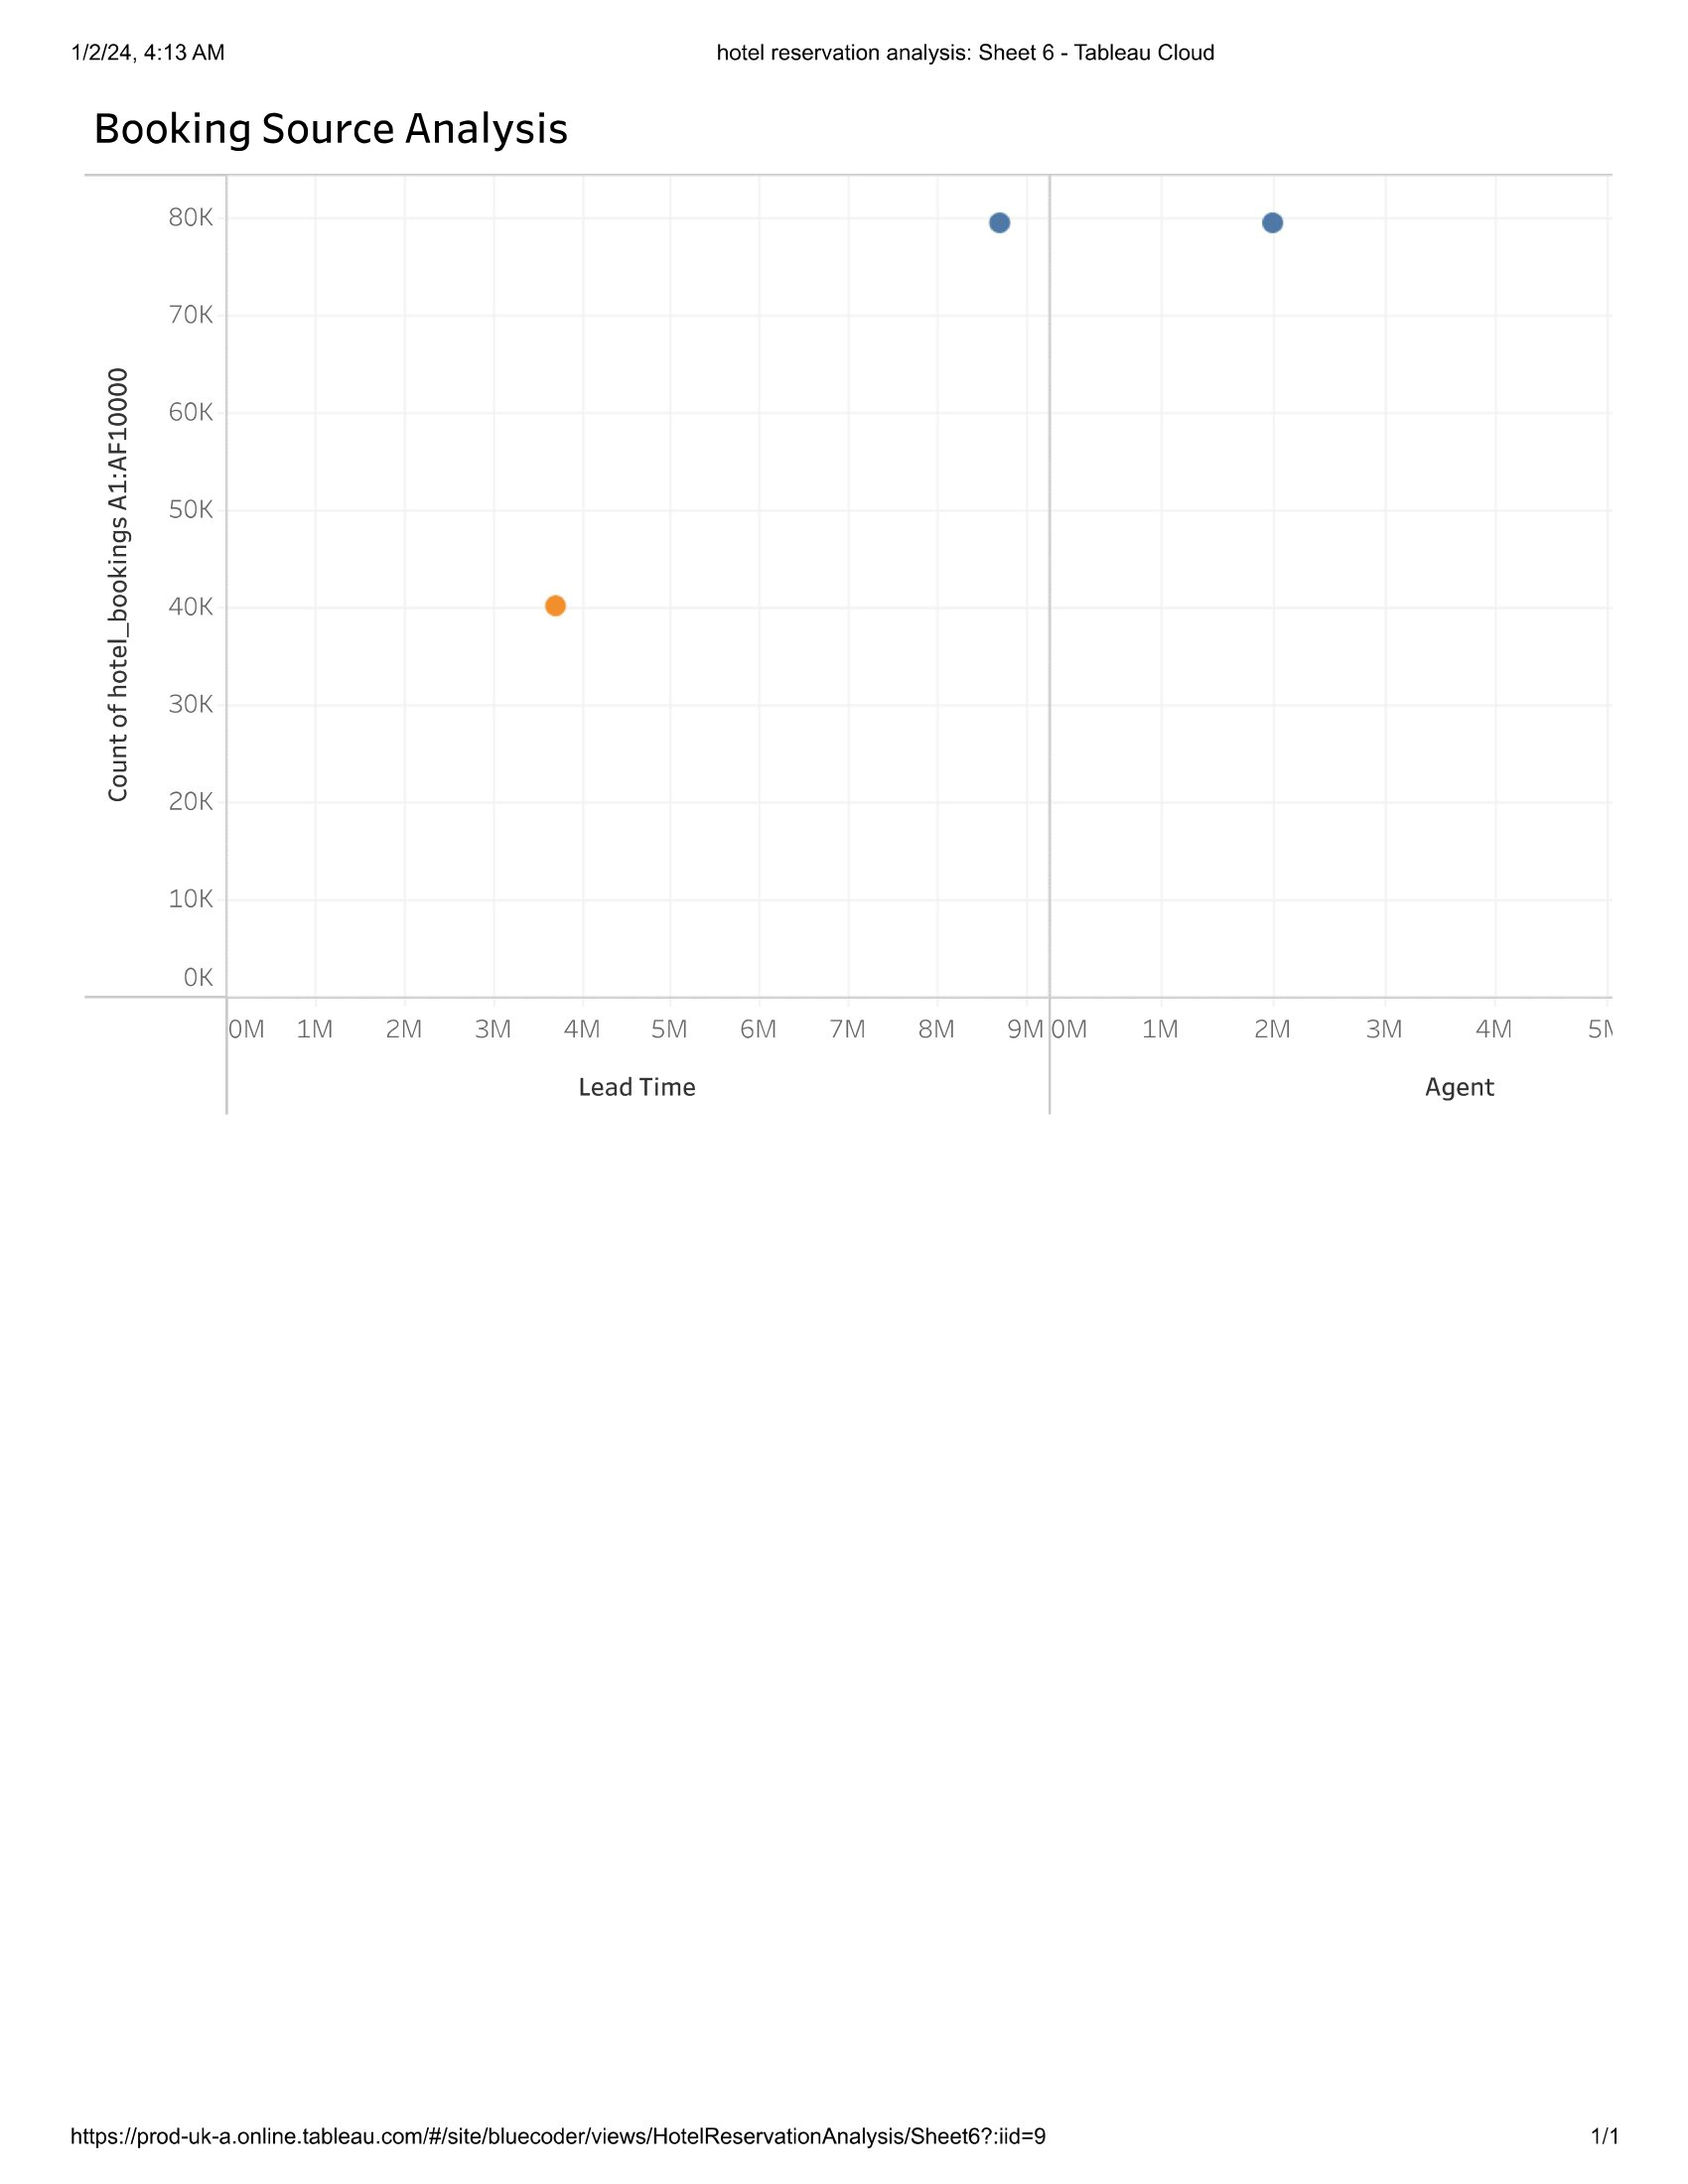 1/2/24, 4:13 AM hotel reservation analysis: Sheet 6 - Tableau Cloud
Booking Source Analysis
80K
70K
60K
50K
40K
30K
20K
10K
0K
Count of hotel_bookings A1:AF10000
0M 1M 2M 3M 4M 5M 6M 7M 8M 9M 0M 1M 2M 3M 4M
Lead Time Agent
https://prod-uk-a.online.tableau.com/#/site/bluecoder/views/HotelReservationAnalysis/Sheet6?:iid=9 1/1